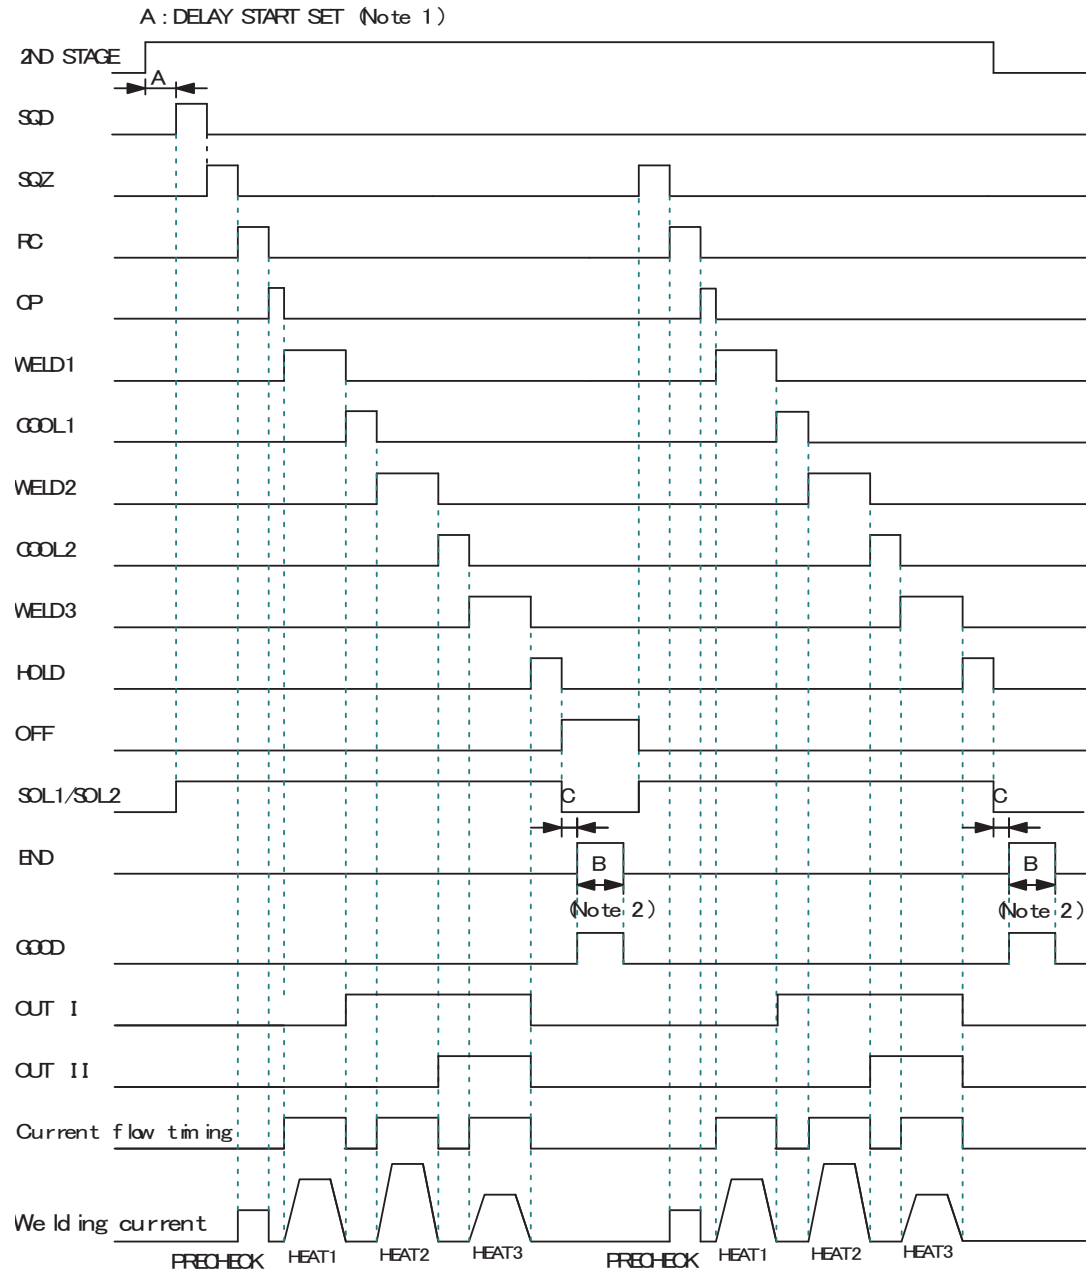 A : DELAY START SET (Note 1)
2ND STAGE
A
SQD
SQZ
RC
CP
WELD1
COOL1
WELD2
COOL2
WELD3
HOLD
OFF
SOL1/SOL2
C C
END
B B
(Note 2) (Note 2)
GOOD
OUT I
OUT II
Current flow timing
Welding current
PRECHECK HEAT1 HEAT2 HEAT3 PRECHECK HEAT1 HEAT2 HEAT3